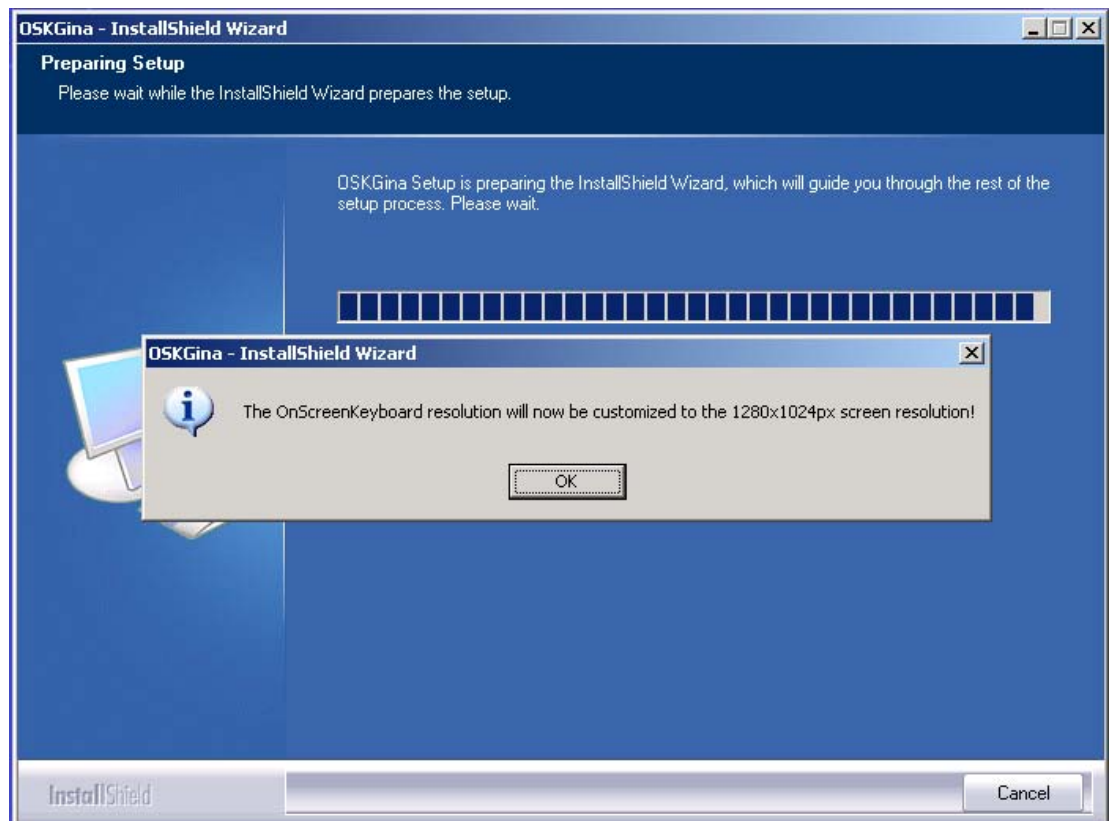 OSKGina - InstallShield Wizard
Preparing Setup
Please wait while the InstallShield Wizard prepares the setup.
OSKGina Setup is preparing the InstallShield Wizard, which will guide you through the rest of the
setup process. Please wait.
OSKGina - InstallShield Wizard
The OnScreenKeyboard resolution will now be customized to the 1280x1024px screen resolution!
OK
InstallShield
Cancel